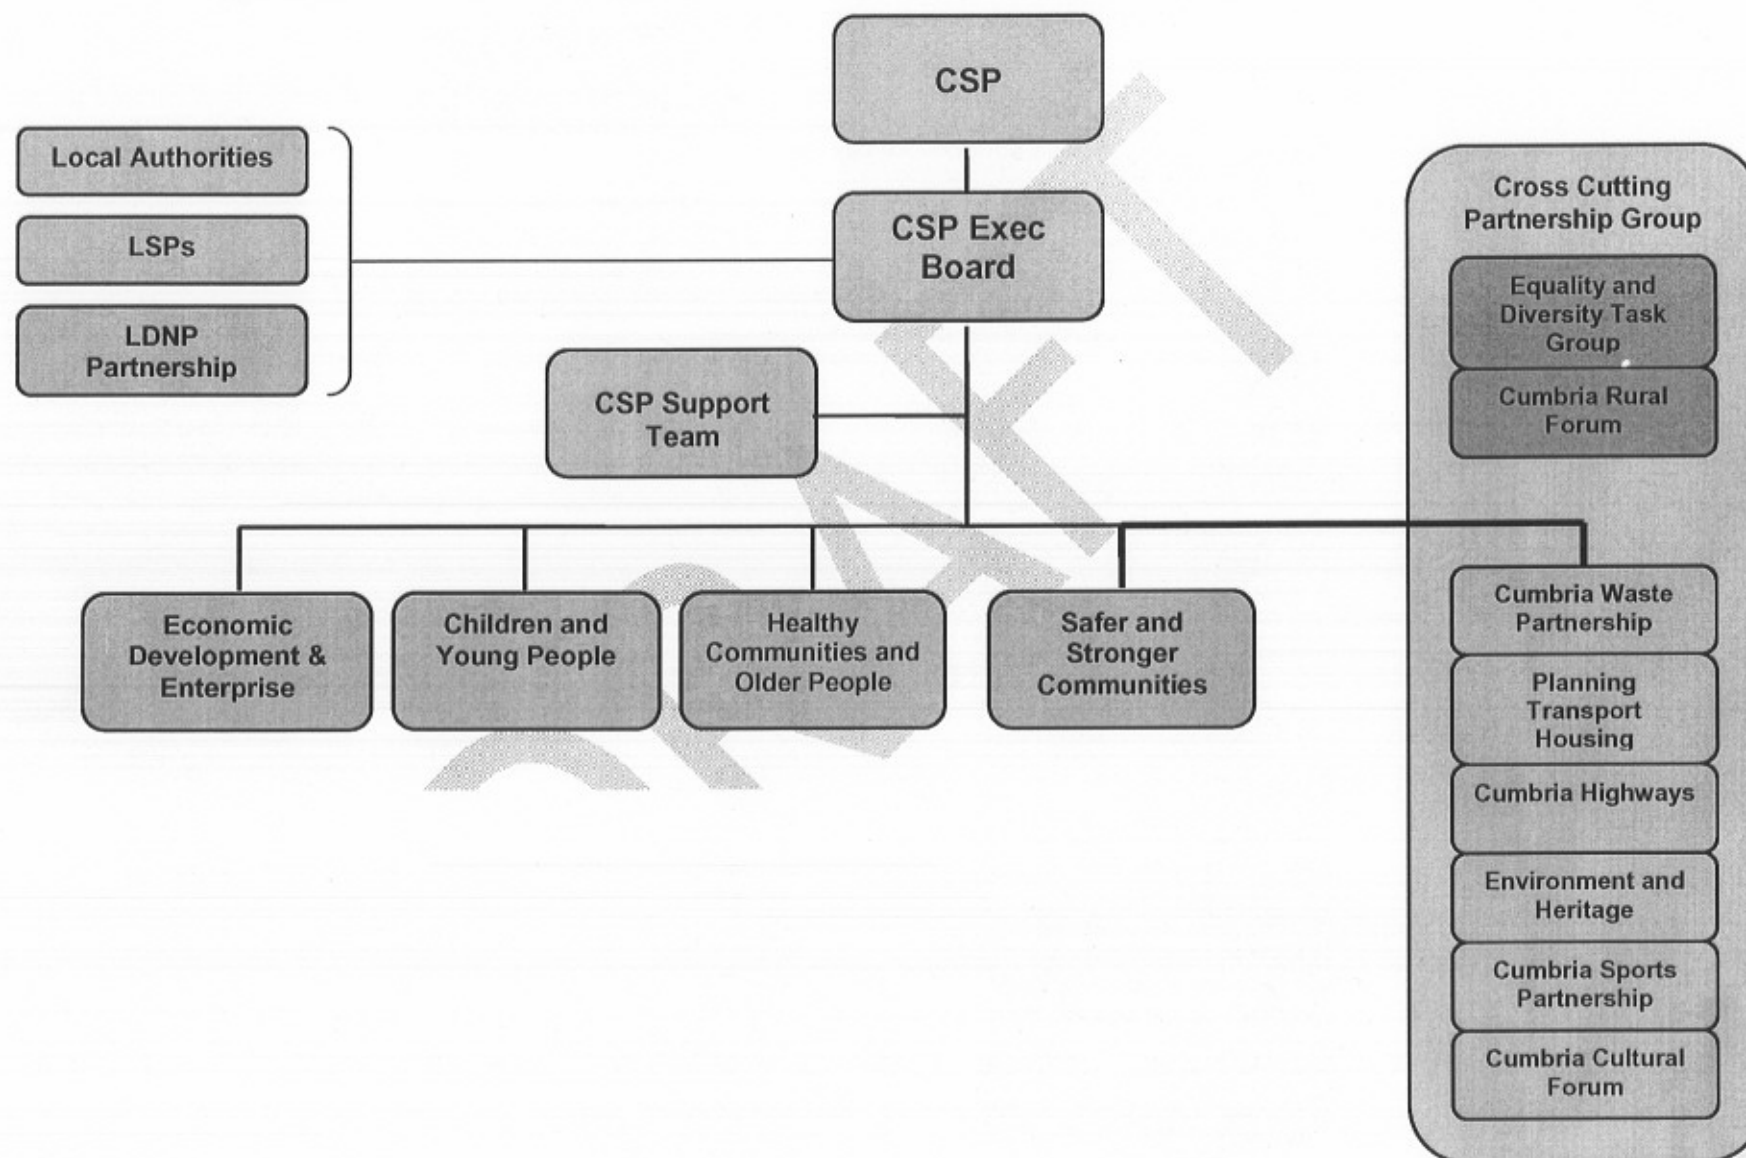 CSP
Local Authorities
LSPs
LDNP
Partnership
CSP Exec
Board
CSP Support
Team
Cross Cutting
Partnership Group
Equality and
Diversity Task
Group
Cumbria Rural
Forum
Economic
Development &
Enterprise
Children and
Young People
Healthy
Communities and
Older People
Safer and
Stronger
Communities
Cumbria Waste
Partnership
Planning
Transport
Housing
Cumbria Highways
Environment and
Heritage
Cumbria Sports
Partnership
Cumbria Cultural
Forum
DRAFT